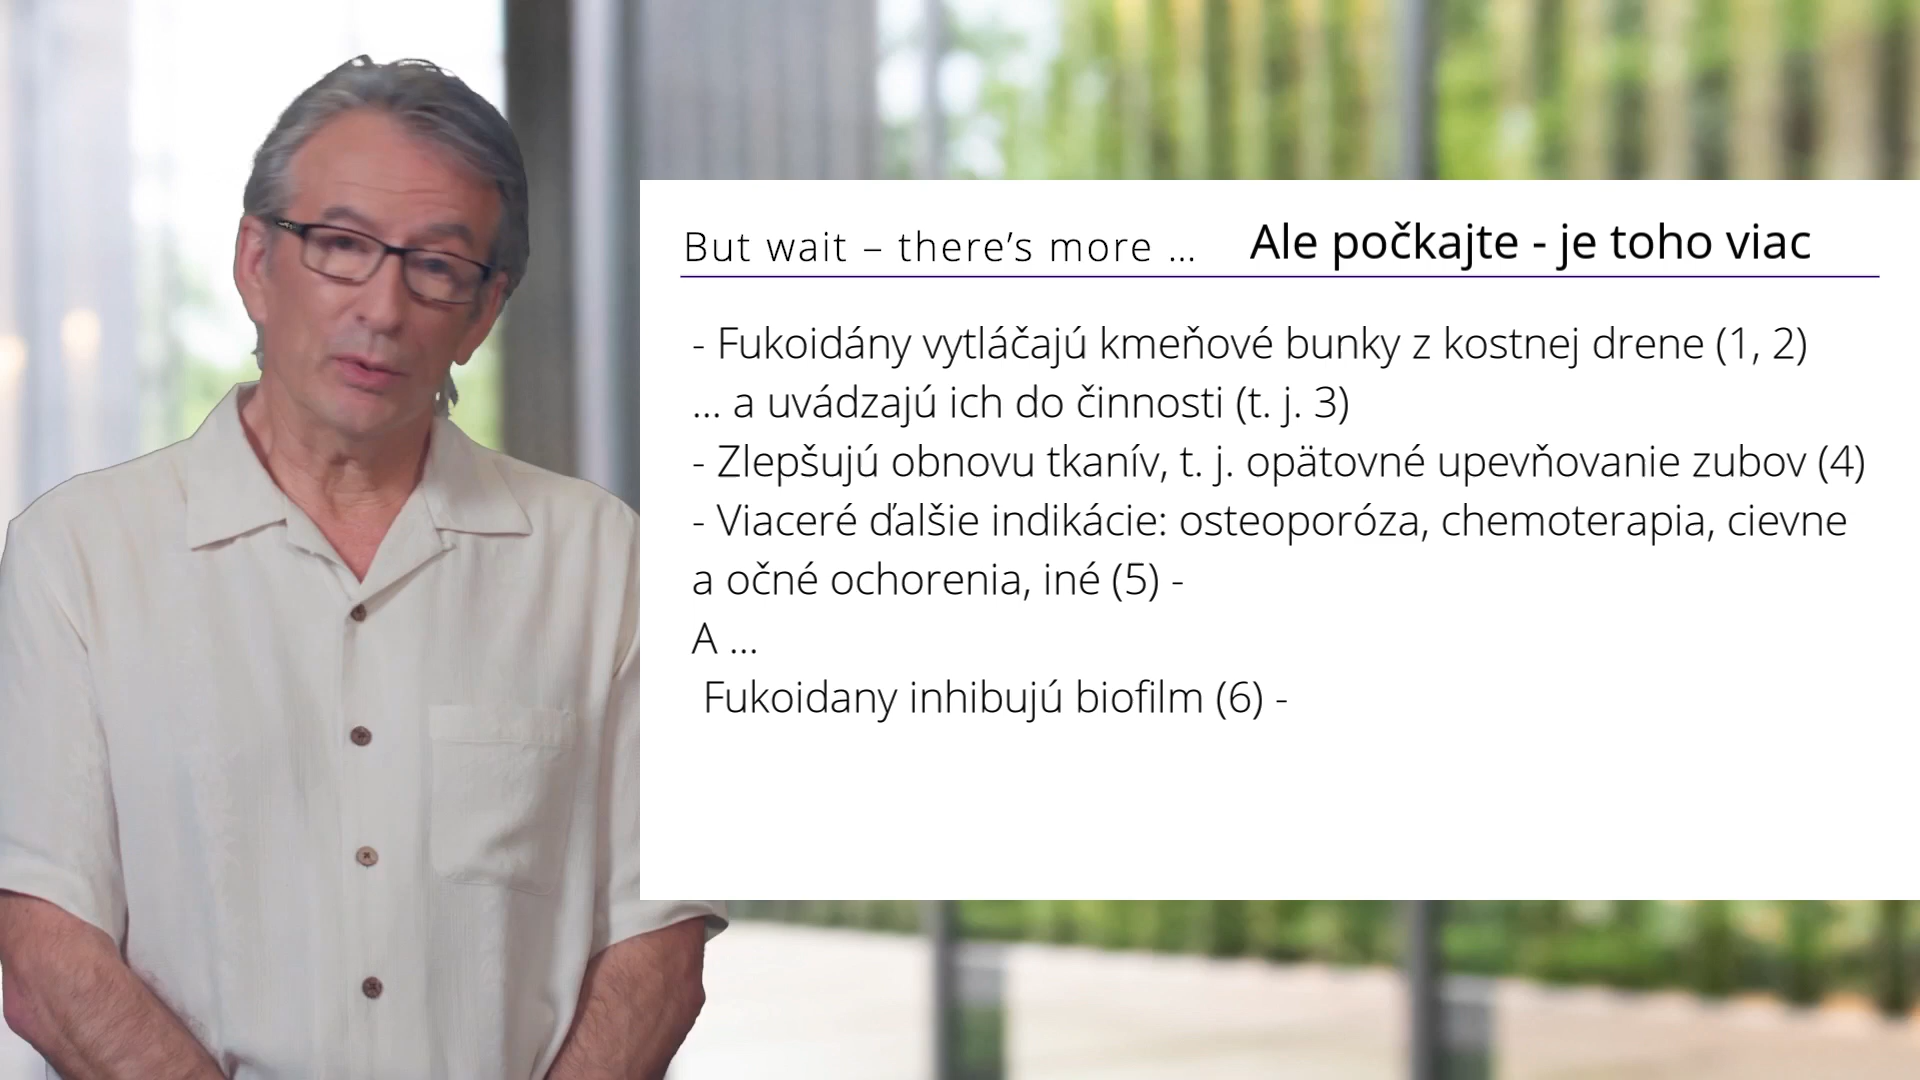 But wait – there’s more ... Ale počkajte - je toho viac
- Fukoidány vytláčajú kmeňové bunky z kostnej drene (1, 2)
... a uvádzajú ich do činnosti (t. j. 3)
- Zlepšujú obnovu tkanív, t. j. opätovné upevňovanie zubov (4)
- Viaceré ďalšie indikácie: osteoporóza, chemoterapia, cievne
a očné ochorenia, iné (5) -
A ...
Fukoidany inhibujú biofilm (6) -